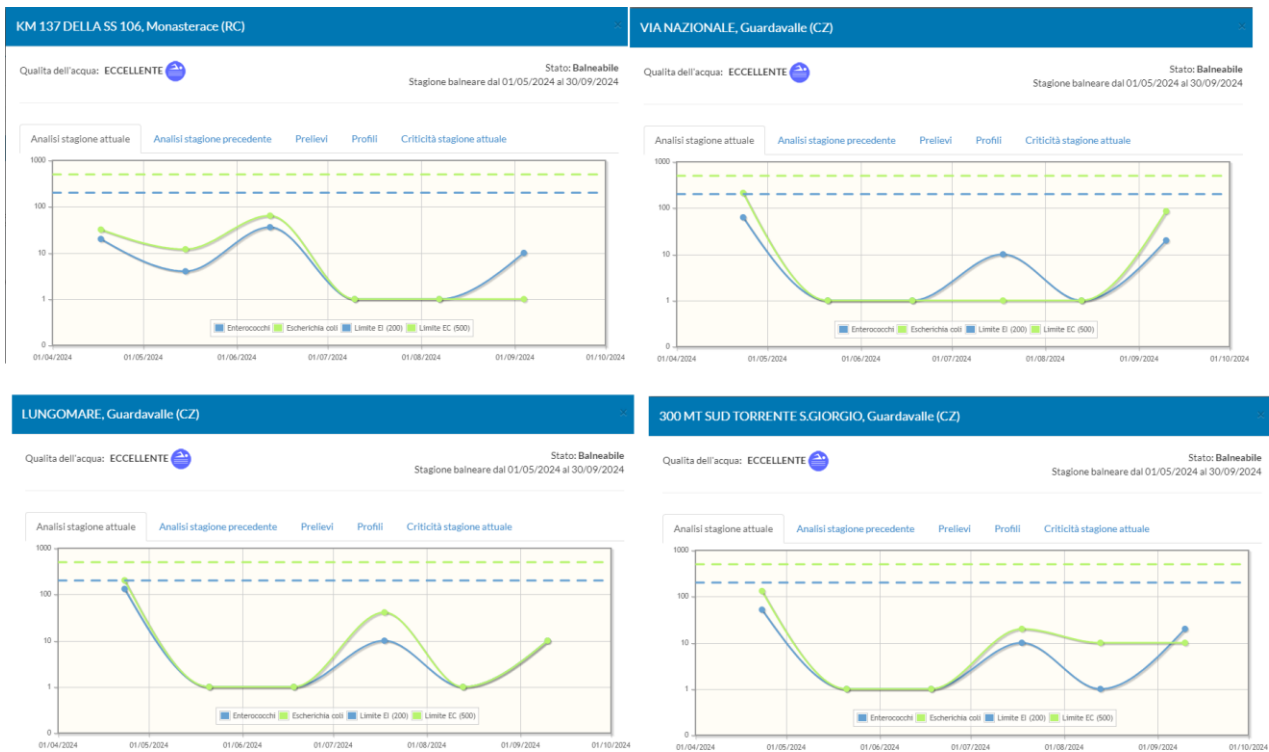 KM 137 DELLA SS 106, Monasterace (RC)
Qualita dell'acqua: ECCELLENTE
Stato: Balneabile
Stagione balneare dal 01/05/2024 al 30/09/2024
Analisi stagione attuale Analisi stagione precedente Prelievi Profili Criticità stagione attuale
1000
100
10
1
0
Enterococchi Escherichia coli Limite EI (200) Limite EC (500)
01/04/2024 01/05/2024 01/06/2024 01/07/2024 01/08/2024 01/09/2024 01/10/2024
VIA NAZIONALE, Guardavalle (CZ)
Qualita dell'acqua: ECCELLENTE
Stato: Balneabile
Stagione balneare dal 01/05/2024 al 30/09/2024
Analisi stagione attuale Analisi stagione precedente Prelievi Profili Criticità stagione attuale
1000
100
10
1
0
Enterococchi Escherichia coli Limite EI (200) Limite EC (500)
01/04/2024 01/05/2024 01/06/2024 01/07/2024 01/08/2024 01/09/2024 01/10/2024
LUNGOMARE, Guardavalle (CZ)
Qualita dell'acqua: ECCELLENTE
Stato: Balneabile
Stagione balneare dal 01/05/2024 al 30/09/2024
Analisi stagione attuale Analisi stagione precedente Prelievi Profili Criticità stagione attuale
1000
100
10
1
0
Enterococchi Escherichia coli Limite EI (200) Limite EC (500)
01/04/2024 01/05/2024 01/06/2024 01/07/2024 01/08/2024 01/09/2024 01/10/2024
300 MT SUD TORRENTE S.GIORGIO, Guardavalle (CZ)
Qualita dell'acqua: ECCELLENTE
Stato: Balneabile
Stagione balneare dal 01/05/2024 al 30/09/2024
Analisi stagione attuale Analisi stagione precedente Prelievi Profili Criticità stagione attuale
1000
100
10
1
0
Enterococchi Escherichia coli Limite EI (200) Limite EC (500)
01/04/2024 01/05/2024 01/06/2024 01/07/2024 01/08/2024 01/09/2024 01/10/2024